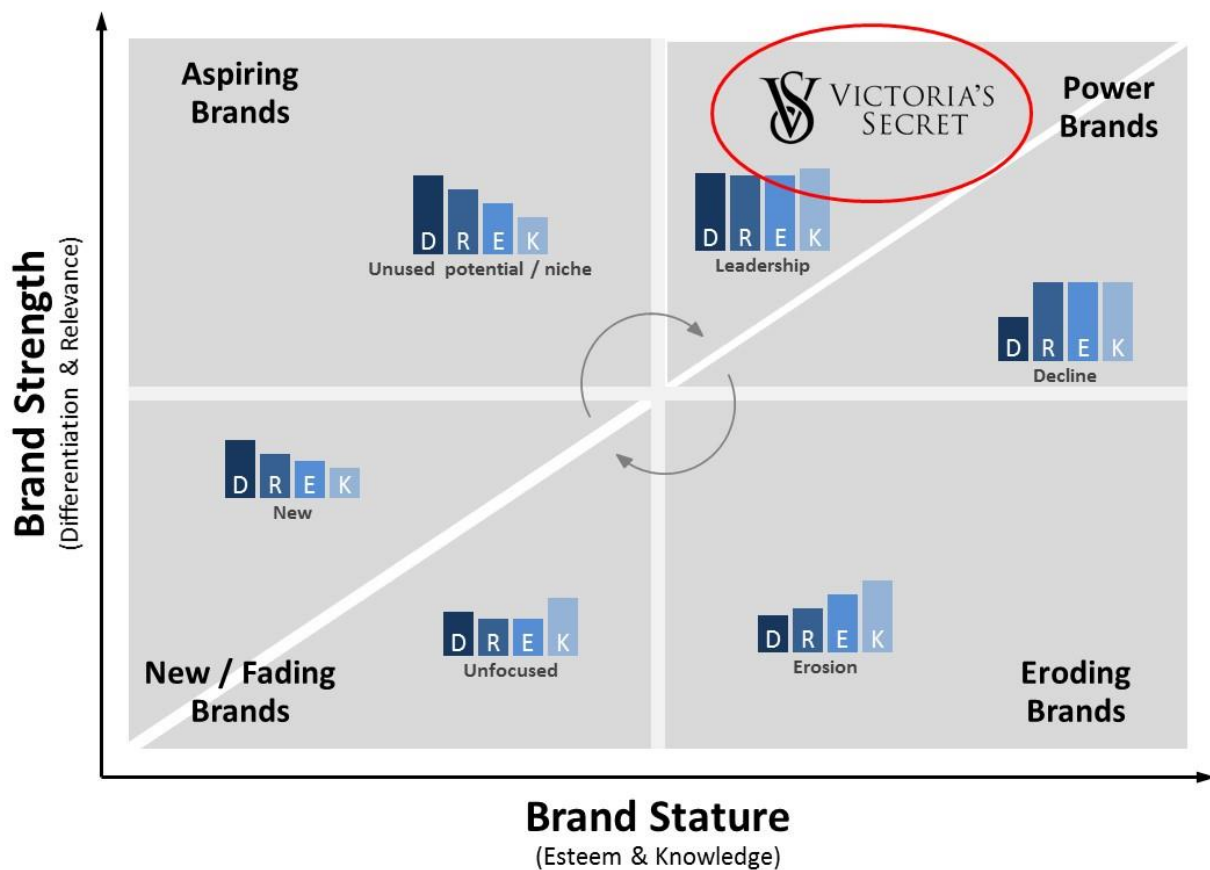 Aspiring
Brands
VS VICTORIA'S
SECRET
Power
Brands
D R E K
Unused potential / niche
D R E K
Leadership
D R E K
Decline
Brand Strength
(Differentiation & Relevance)
D R E K
New
D R E K
Unfocused
D R E K
Erosion
New / Fading
Brands
Eroding
Brands
Brand Stature
(Esteem & Knowledge)